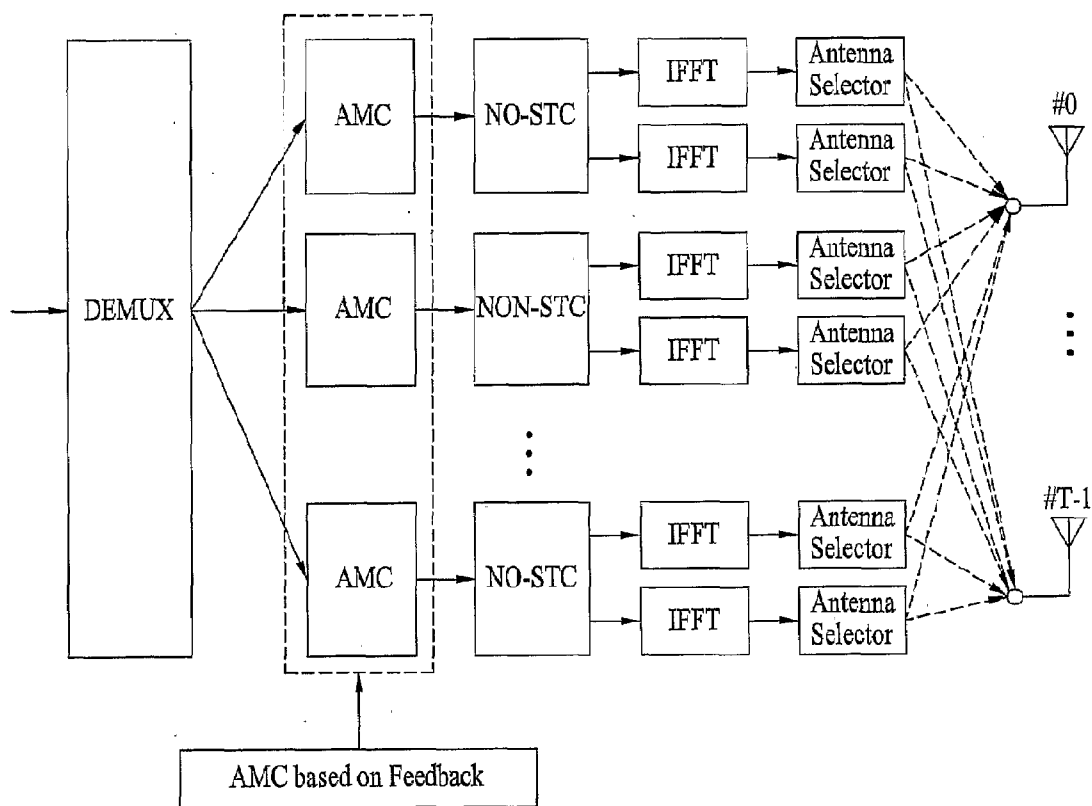 DEMUX
AMC
NO-STC
IFFT
Antenna
Selector
IFFT
Antenna
Selector
#0
AMC
NON-STC
IFFT
Antenna
Selector
IFFT
Antenna
Selector
AMC
NO-STC
IFFT
Antenna
Selector
IFFT
Antenna
Selector
#T-1
AMC based on Feedback